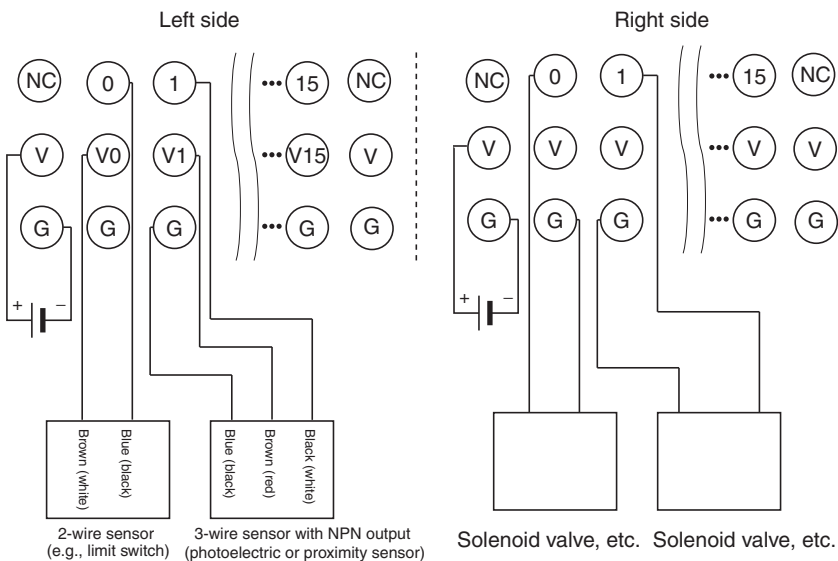 Left side
NC 0 1 ••• 15 NC
V V0 V1 ••• V15 V
G G G ••• G G
+ −
Brown (white)
Blue (black)
Blue (black)
Brown (red)
Black (white)
2-wire sensor
(e.g., limit switch)
3-wire sensor with NPN output
(photoelectric or proximity sensor)
Right side
NC 0 1 ••• 15 NC
V V V ••• V V
G G G ••• G G
+ −
Solenoid valve, etc.
Solenoid valve, etc.